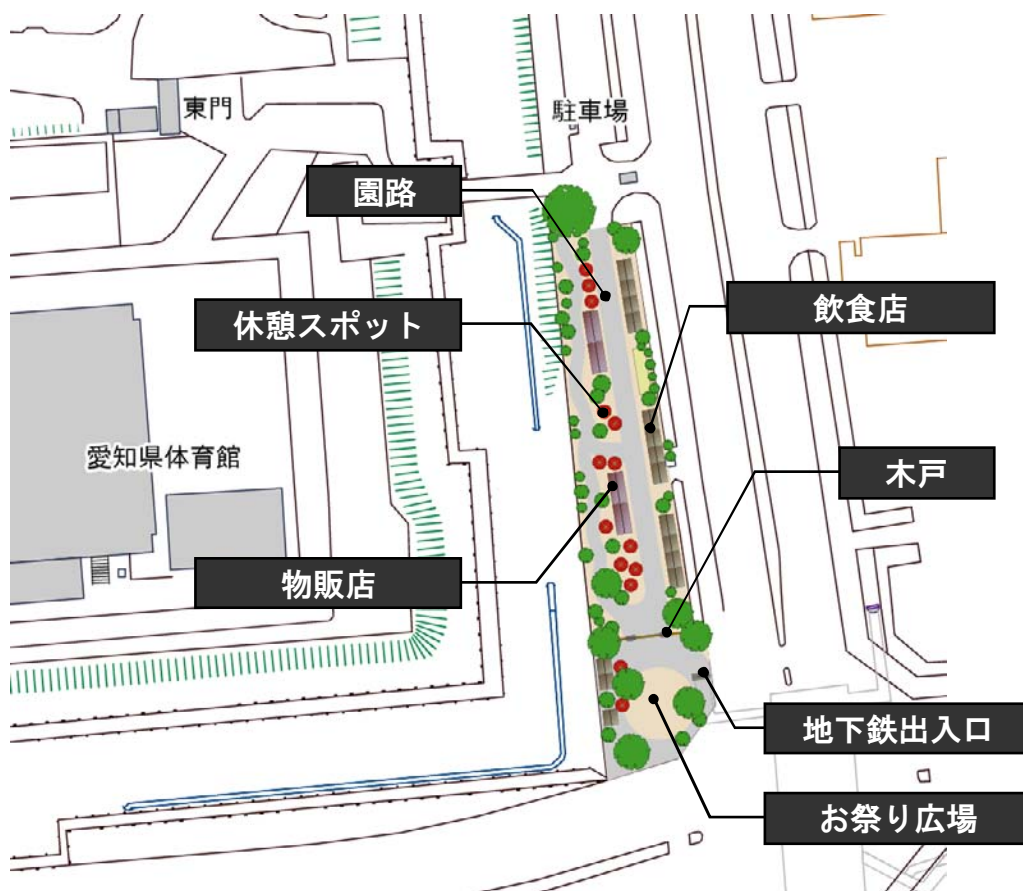 東門
駐車場
園路
飲食店
休憩スポット
愛知県体育館
木戸
物販店
地下鉄出入口
お祭り広場